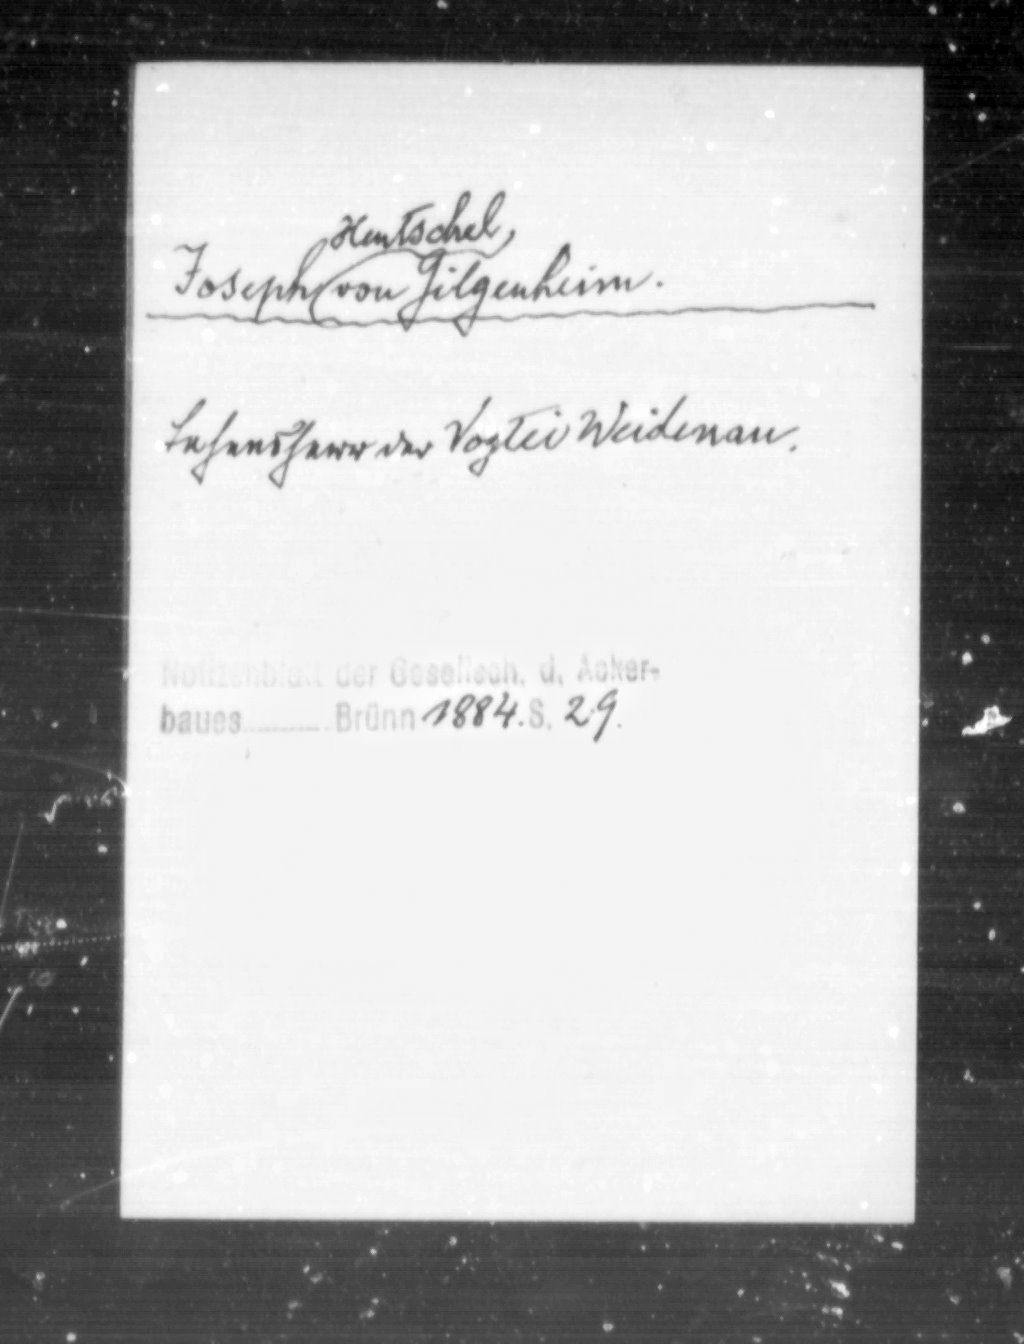 Hentschel,
Joseph von Gilgenheim.
Lehensherr der Vogtei Weidenau.
Notizenblatt der Gesellsch. d. Acker-
baues Brünn 1884. S. 29.